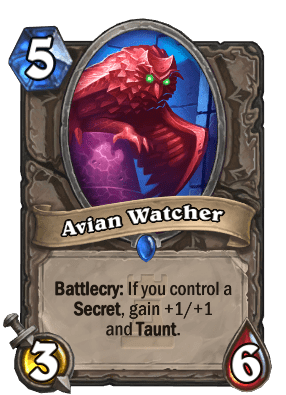 5
Avian Watcher
Battlecry: If you control a
Secret, gain +1/+1
and Taunt.
3
6